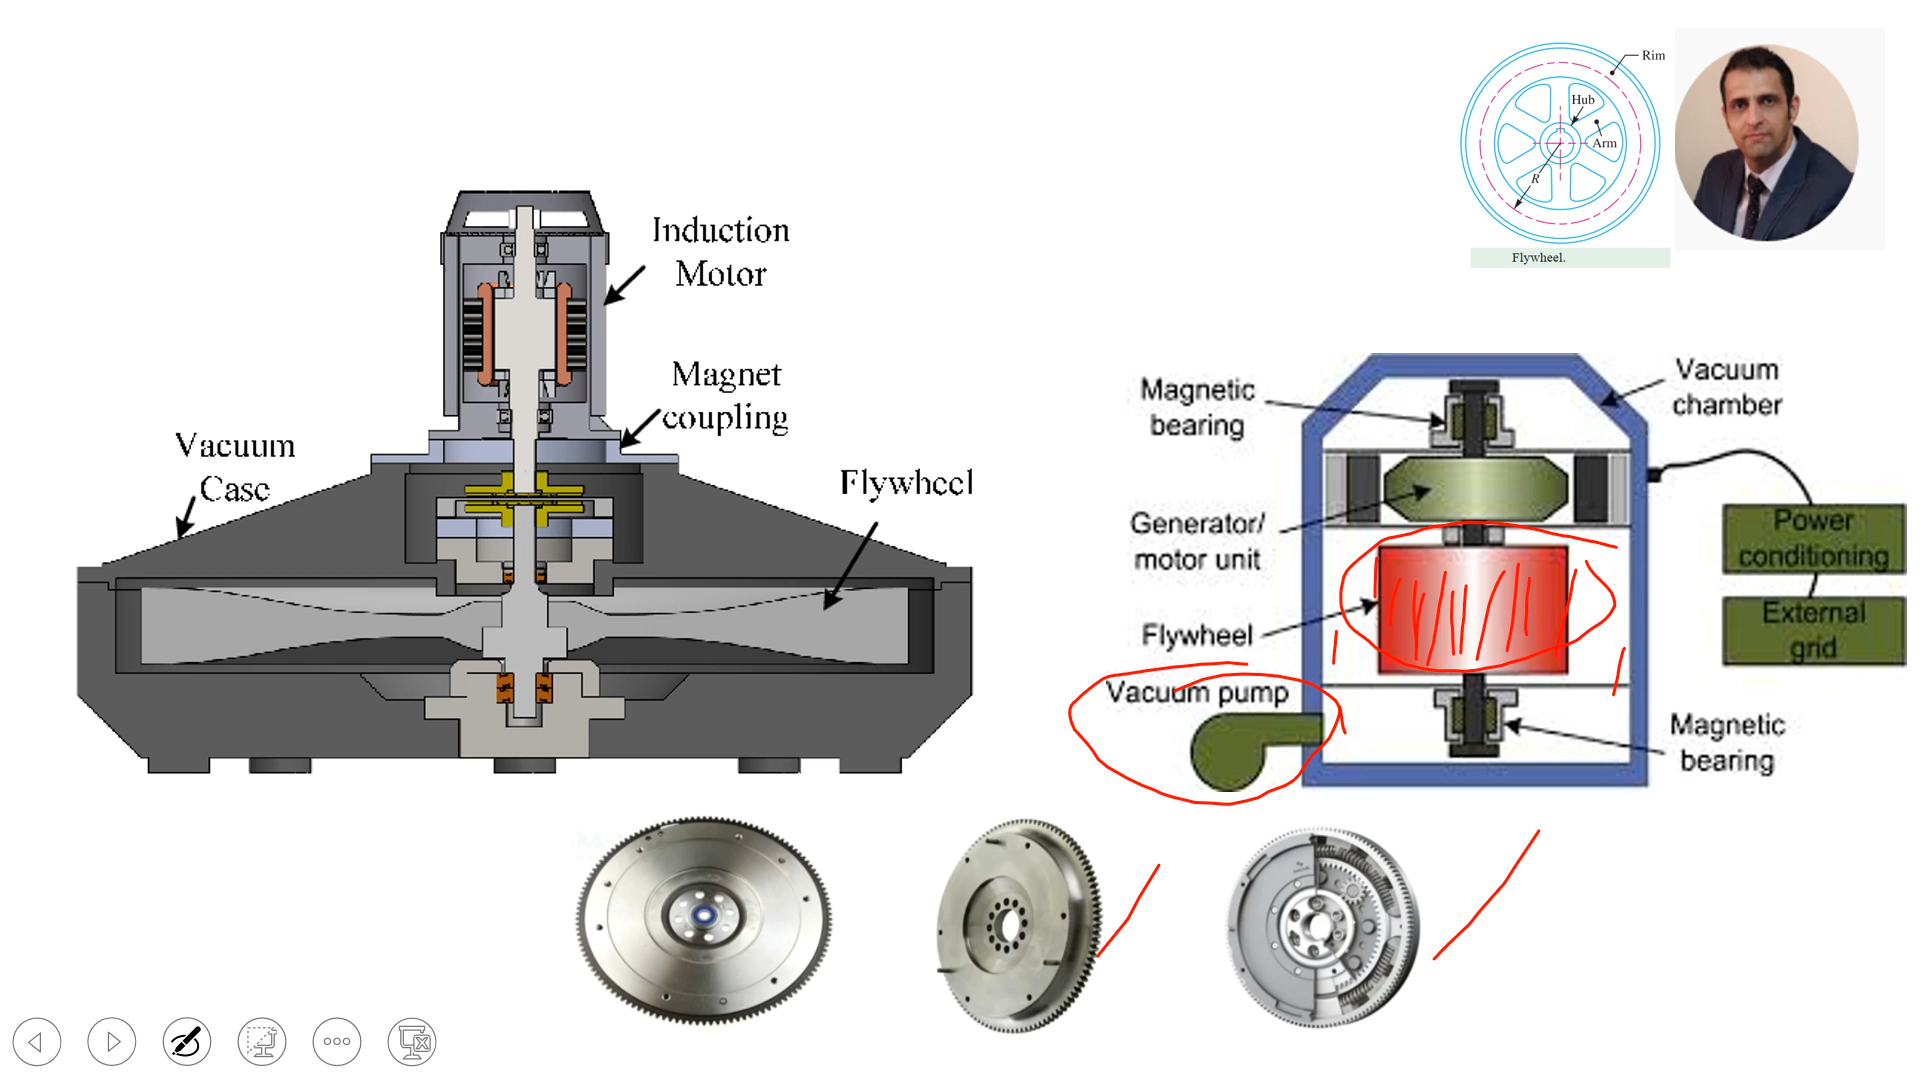 Rim
Hub
Arm
R
Flywheel.
Induction
Motor
Magnet
coupling
Vacuum
Case
Flywheel
Magnetic
bearing
Vacuum
chamber
Generator/
motor unit
Power
conditioning
External
grid
Flywheel
Vacuum pump
Magnetic
bearing